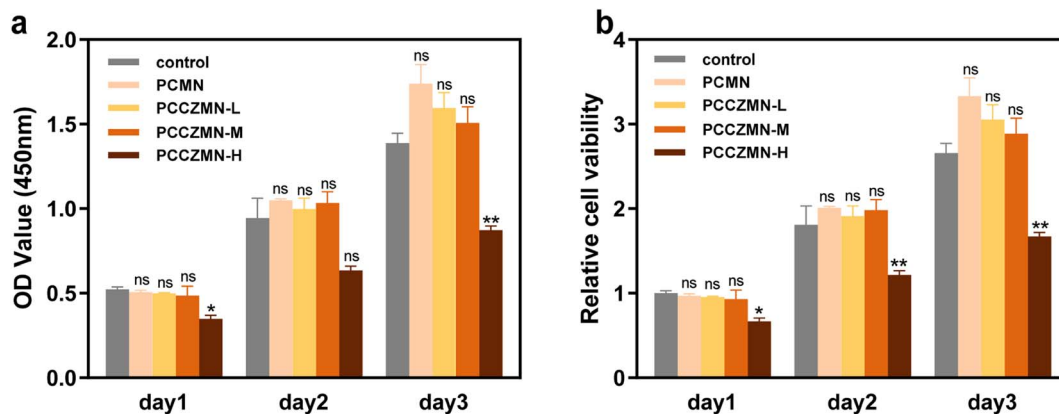 a
OD Value (450nm)
2.0
1.5
1.0
0.5
0.0
control
PCMN
PCCZMN-L
PCCZMN-M
PCCZMN-H
ns ns ns *
ns ns ns ns
ns ns ns **
day1 day2 day3
b
Relative cell vaibility
4
3
2
1
0
control
PCMN
PCCZMN-L
PCCZMN-M
PCCZMN-H
ns ns ns *
ns ns ns **
ns ns ns **
day1 day2 day3